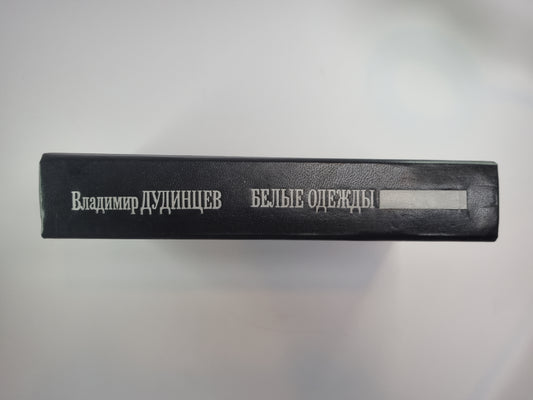 Владимир ДУДИНЦЕВ БЕЛЫЕ ОДЕЖДЫ